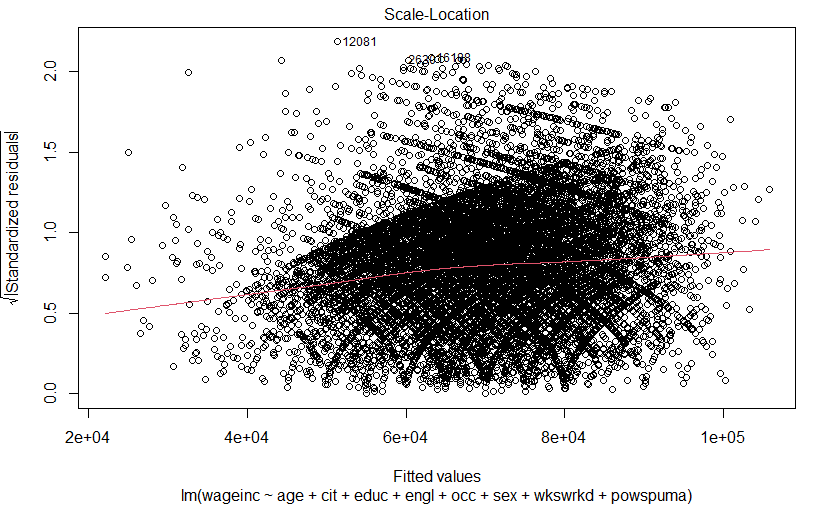 Scale-Location
√|Standardized residuals|
2.0
1.5
1.0
0.5
0.0
12081
16198
2e+04 4e+04 6e+04 8e+04 1e+05
Fitted values
lm(wageinc ~ age + cit + educ + engl + occ + sex + wkswrkd + powspuma)